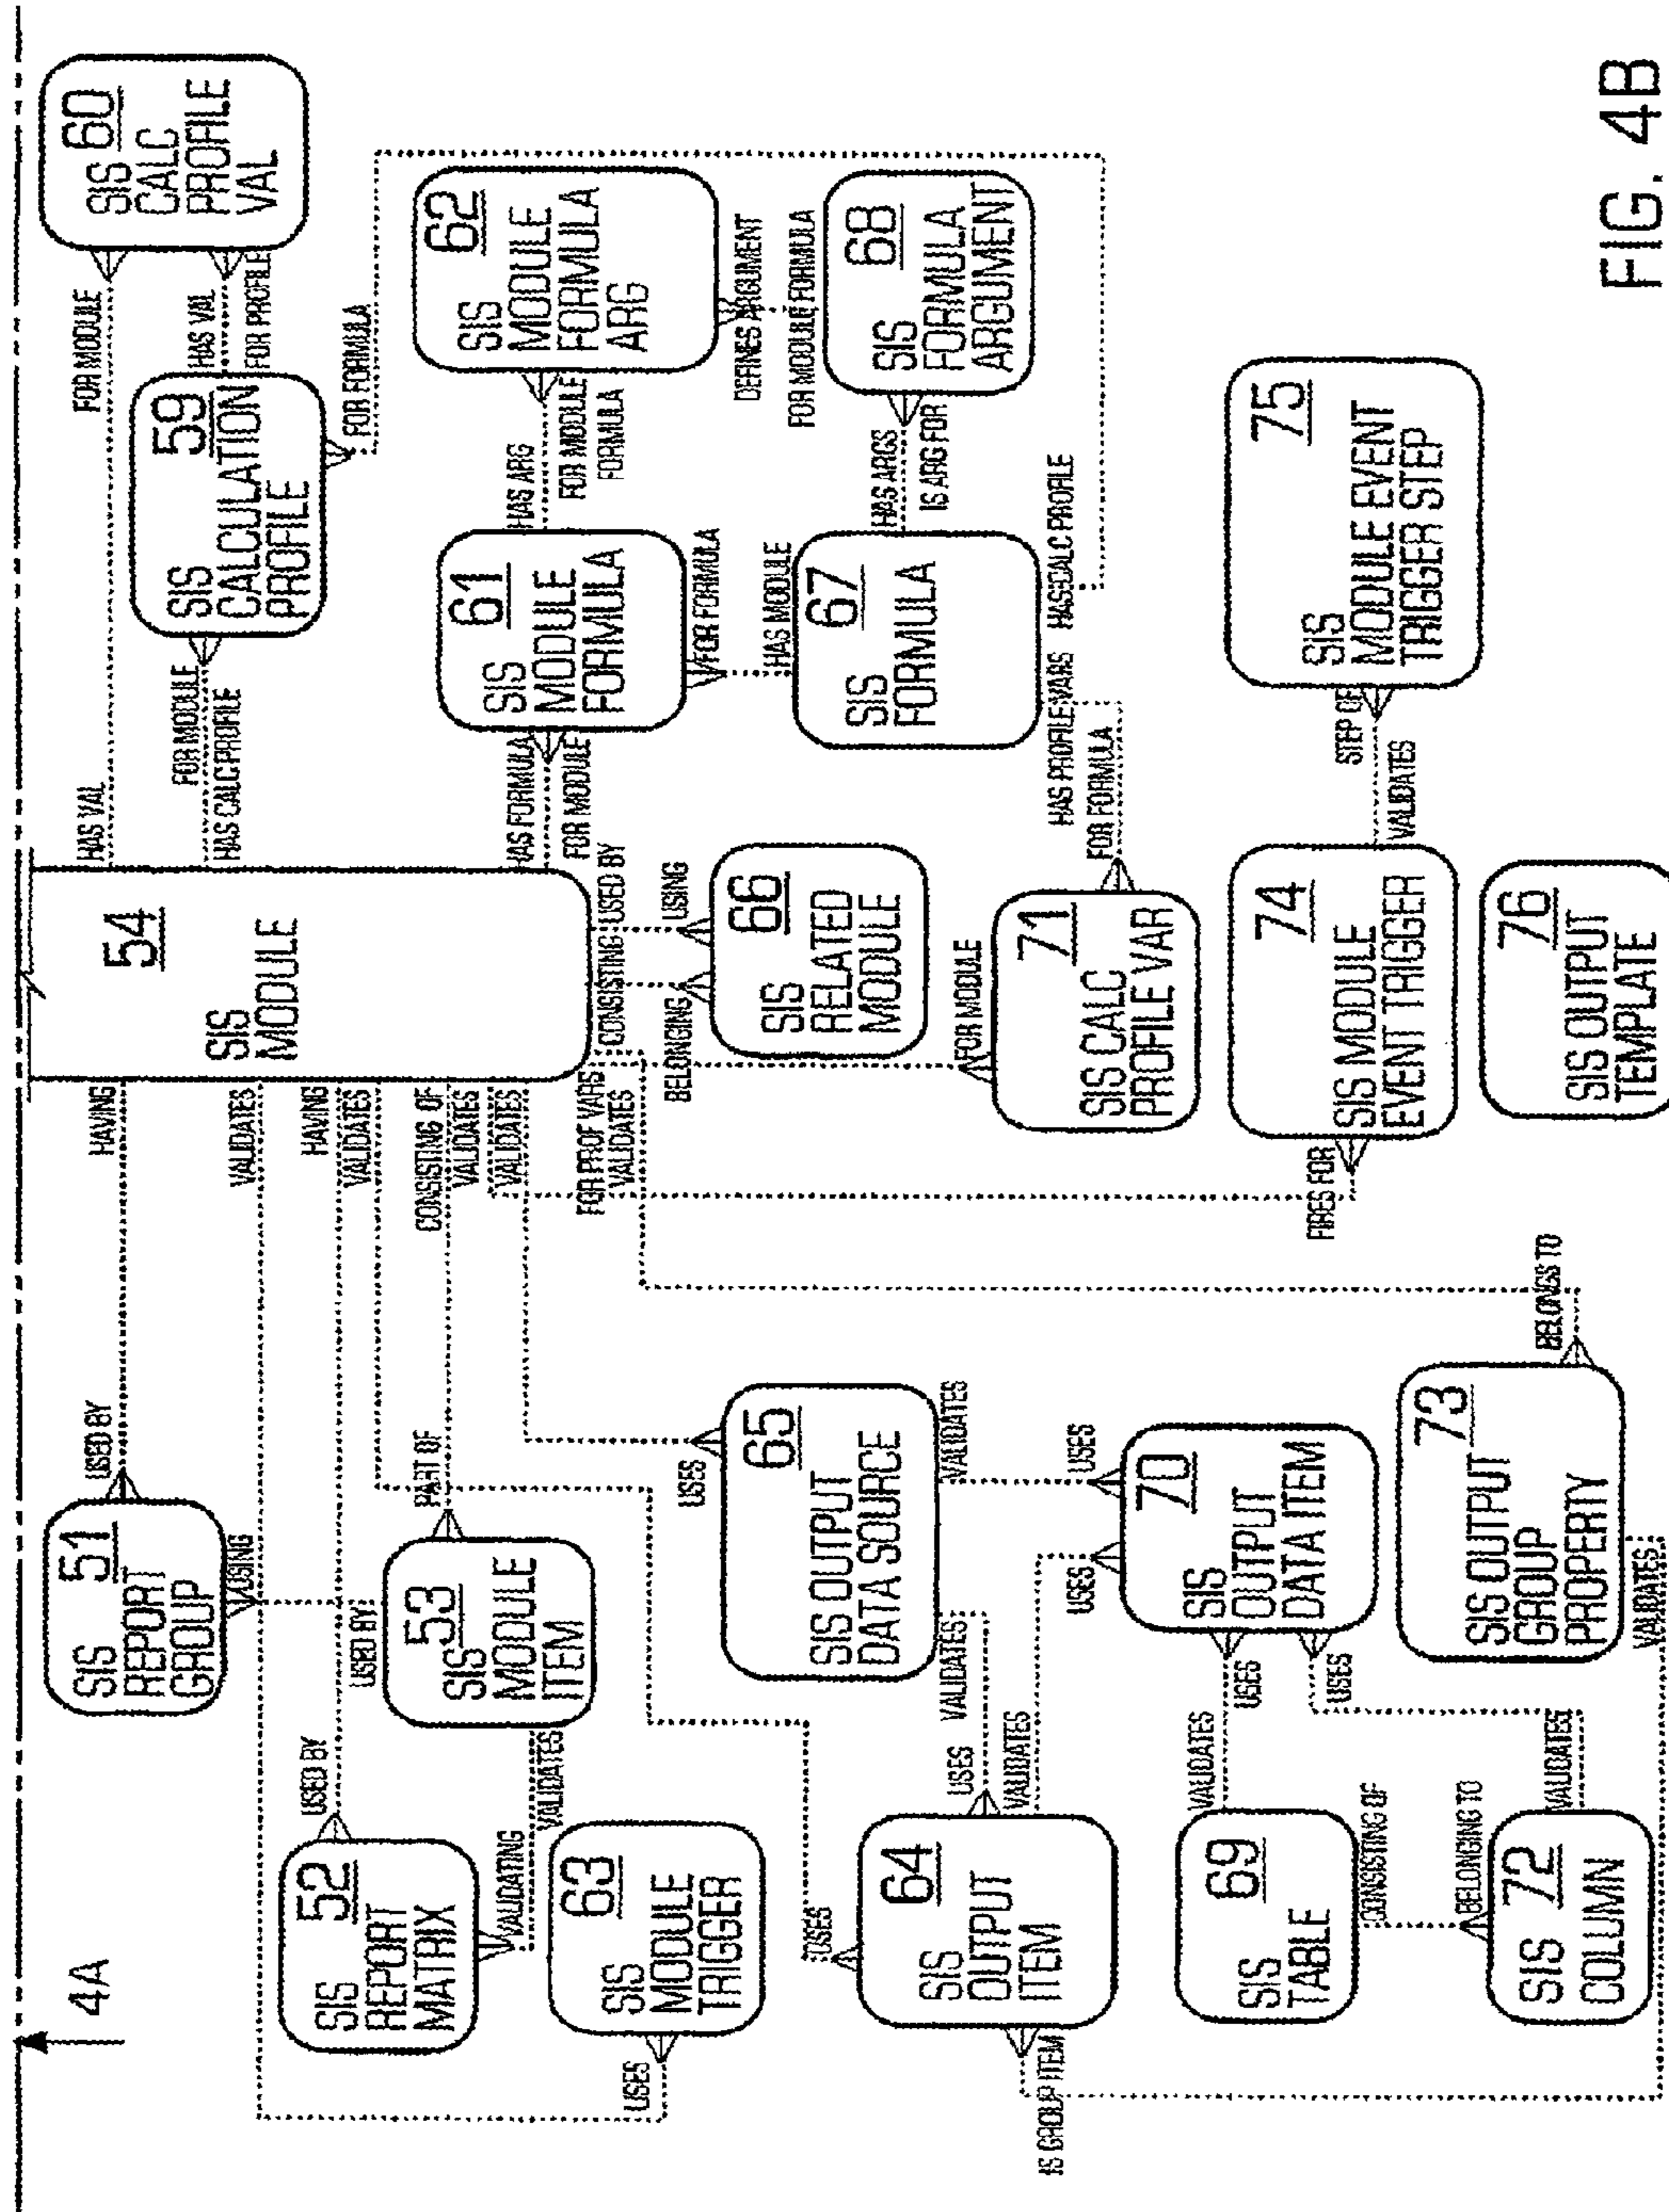 4A
SIS 51
REPORT
GROUP
USED BY
HAVING
USING
VALIDATES
USED BY
SIS 52
REPORT
MATRIX
USED BY
HAVING
VALIDATES
VALIDATING
VALIDATES
SIS 53
MODULE
ITEM
PART OF
CONSISTING OF
VALIDATES
VALIDATES
SIS 63
MODULE
TRIGGER
USES
54
SIS
MODULE
HAS VAL
FOR MODULE
SIS 60
CALC
PROFILE
VAL
HAS VAL
FOR PROFILE
HAS CALC PROFILE
FOR MODULE
SIS 59
CALCULATION
PROFILE
FOR FORMULA
HAS FORMULA
FOR MODULE
SIS 61
MODULE
FORMULA
HAS ARG
FOR MODULE
FORMULA
SIS 62
MODULE
FORMULA
ARG
DEFINES ARGUMENT
FOR MODULE FORMULA
FOR FORMULA
HAS MODULE
SIS 67
FORMULA
HAS ARGS
IS ARG FOR
SIS 68
FORMULA
ARGUMENT
HAS PROFILE VARS
HAS CALC PROFILE
CONSISTING
USED BY
BELONGING
USING
SIS 66
RELATED
MODULE
FOR PROF VARS
VALIDATES
FOR MODULE
71
SIS CALC
PROFILE VAR
FOR FORMULA
USES
65
SIS OUTPUT
DATA SOURCE
VALIDATES
VALIDATES
USES
SIS 64
OUTPUT
ITEM
USES
VALIDATES
IS GROUP ITEM
USES
USES
70
SIS
OUTPUT
DATA ITEM
USES
USES
VALIDATES
SIS 69
TABLE
CONSISTING OF
BELONGING TO
SIS 72
COLUMN
VALIDATES
BELONGS TO
73
SIS OUTPUT
GROUP
PROPERTY
VALIDATES
FIRES FOR
74
SIS MODULE
EVENT TRIGGER
VALIDATES
STEP OF
SIS 75
MODULE EVENT
TRIGGER STEP
76
SIS OUTPUT
TEMPLATE
FIG. 4B